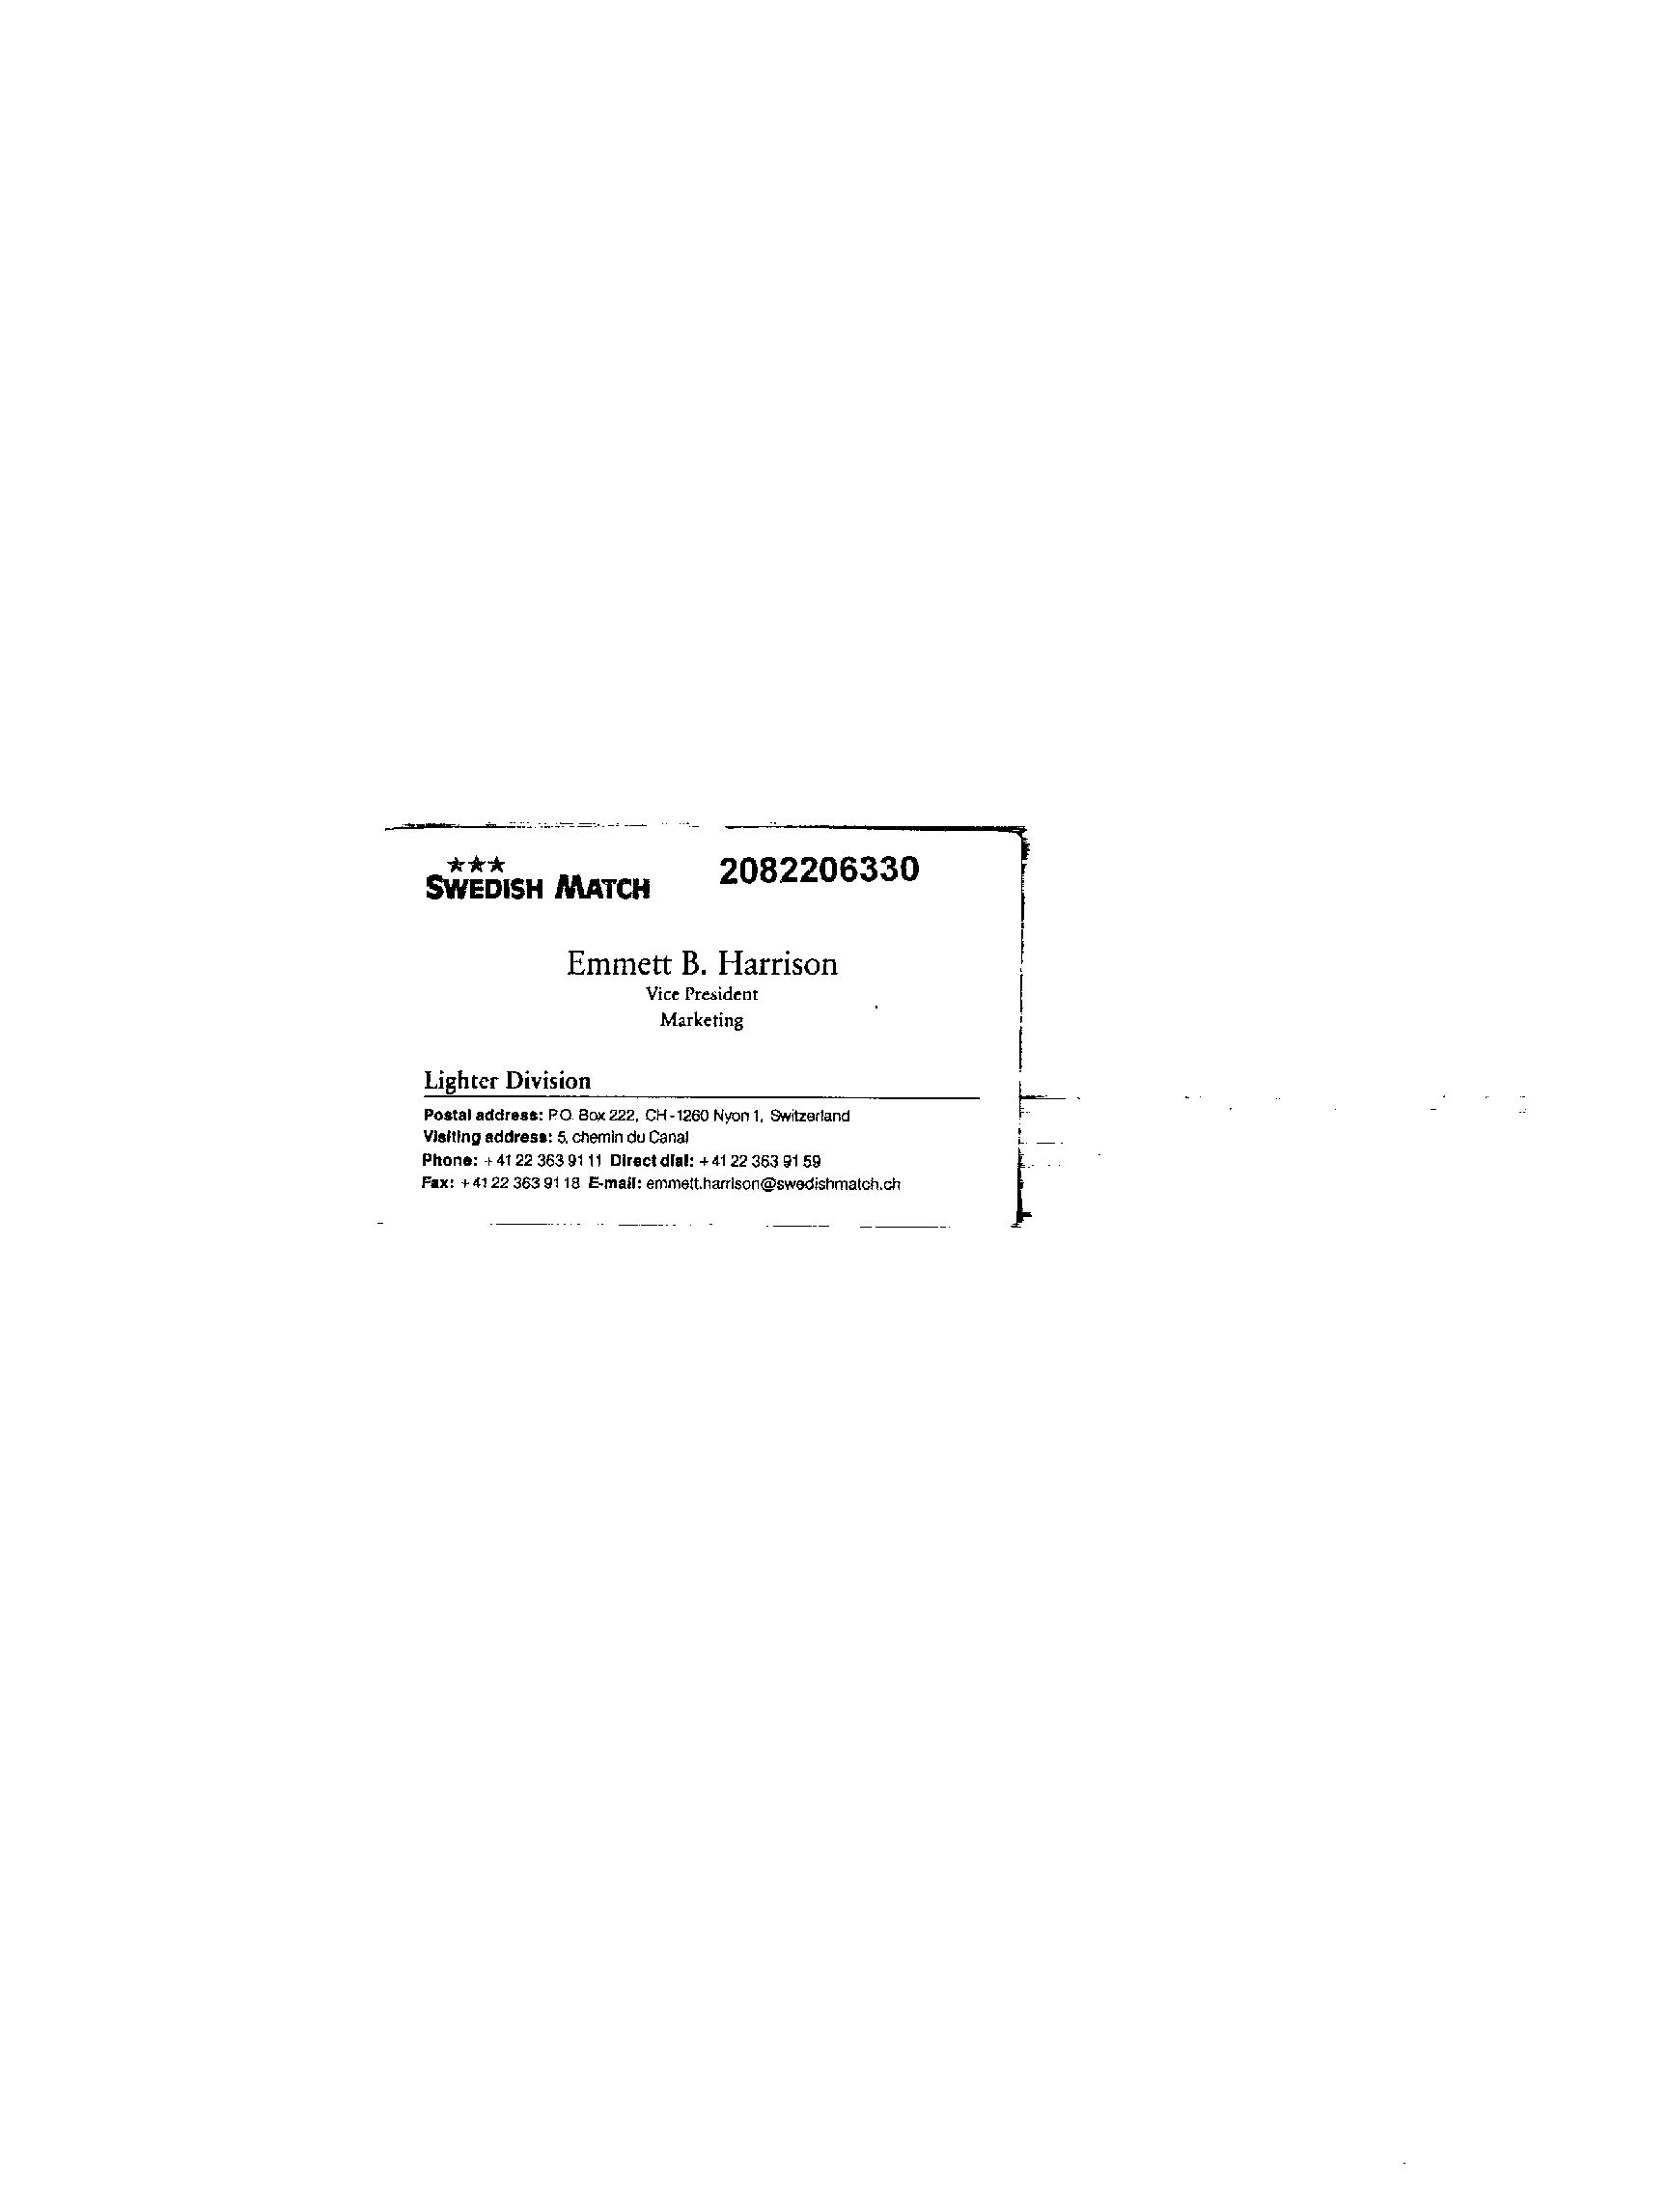 ★★★
SWEDISH MATCH
2082206330
Emmett B. Harrison
Vice President
Marketing
Lighter Division
Postal address: P.O. Box 222, CH-1260 Nyon 1, Switzerland
Visiting address: 5, chemin du Canal
Phone: +41 22 363 91 11 Direct dial: +41 22 363 91 59
Fax: +41 22 363 91 18 E-mail: emmett.harrison@swedishmatch.ch